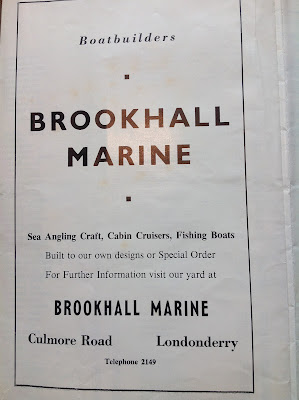 Boatbuilders
BROOKHALL
MARINE
Sea Angling Craft, Cabin Cruisers, Fishing Boats
Built to our own designs or Special Order
For Further Information visit our yard at
BROOKHALL MARINE
Culmore Road Londonderry
Telephone 2149